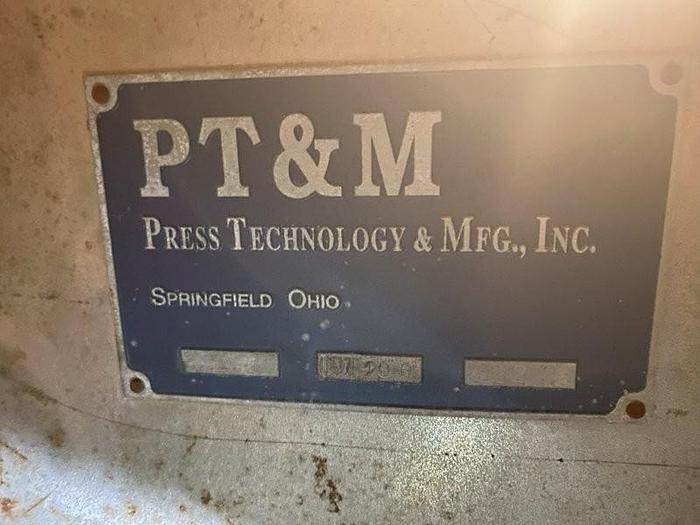 PT&M
PRESS TECHNOLOGY & MFG., INC.
SPRINGFIELD OHIO